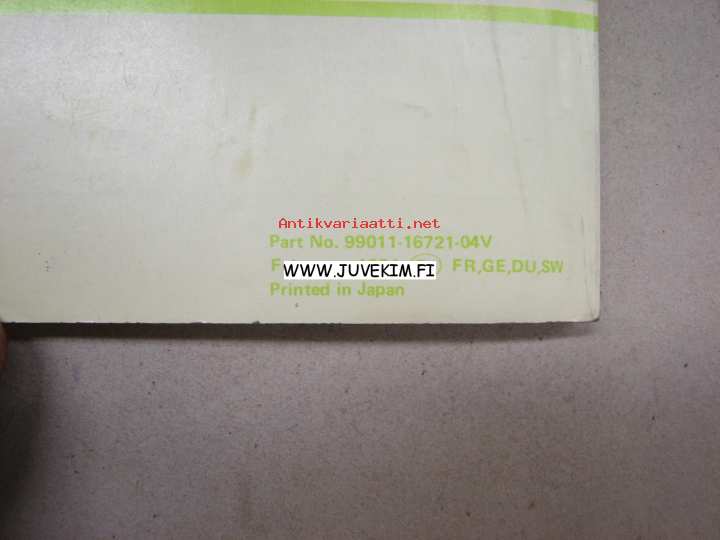 Antikvariaatti.net
Part No. 99011-16721-04V
WWW.JUVEKIM.FI FR,GE,DU,SW
Printed in Japan